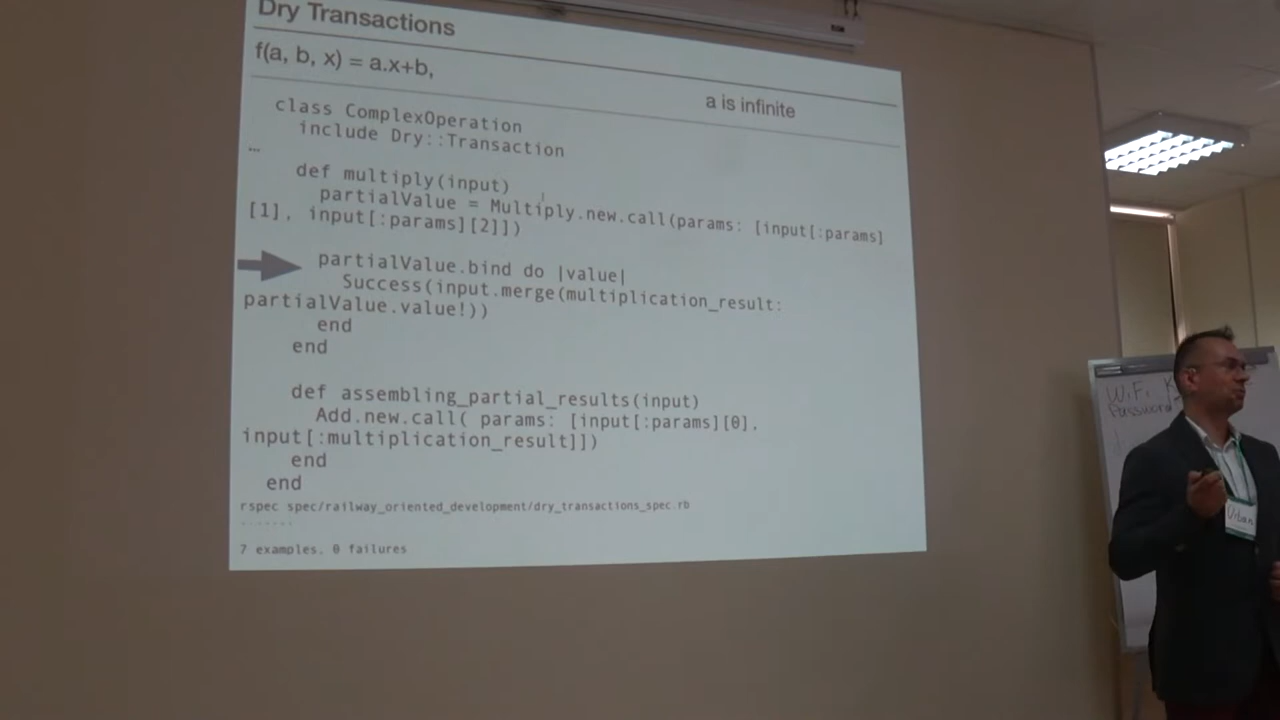 Dry Transactions
f(a, b, x) = a.x+b,
a is infinite
class ComplexOperation
include Dry::Transaction
…
def multiply(input)
partialValue = Multiply.new.call(params: [input[:params]
[1], input[:params][2]])
partialValue.bind do |value|
Success(input.merge(multiplication_result:
partialValue.value!))
end
end
def assembling_partial_results(input)
Add.new.call( params: [input[:params][0],
input[:multiplication_result]])
end
end
rspec spec/railway_oriented_development/dry_transactions_spec.rb
.......
7 examples, 0 failures
WiFi
Password